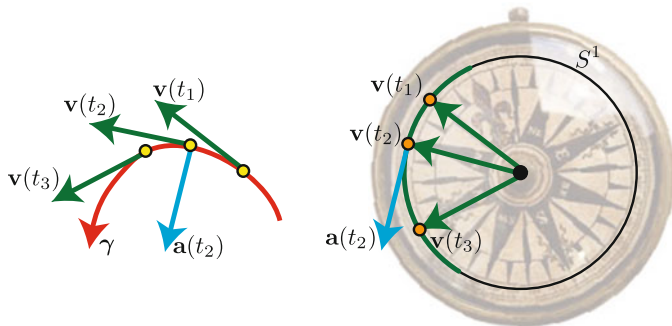 v(t₁)
v(t₂)
v(t₃)
a(t₂)
γ
S¹
v(t₁)
v(t₂)
a(t₂)
v(t₃)